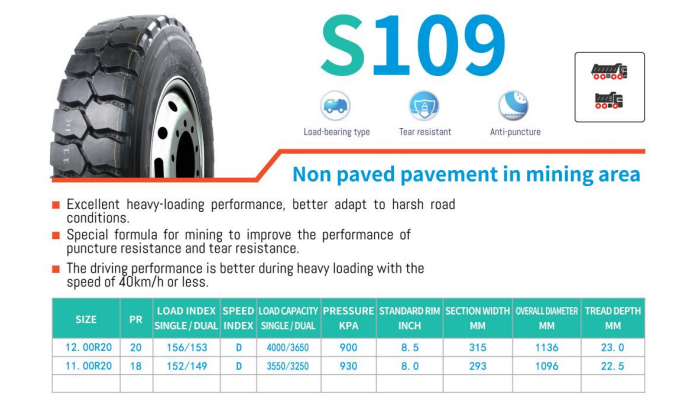 S109
Load-bearing type Tear resistant Anti-puncture
Non paved pavement in mining area
Excellent heavy-loading performance, better adapt to harsh road
conditions.
Special formula for mining to improve the performance of
puncture resistance and tear resistance.
The driving performance is better during heavy loading with the
speed of 40km/h or less.
SIZE PR LOAD INDEX SINGLE / DUAL SPEED INDEX LOAD CAPACITY SINGLE / DUAL PRESSURE KPA STANDARD RIM INCH SECTION WIDTH MM OVERALL DIAMETER MM TREAD DEPTH MM
12.00R20 20 156/153 D 4000/3650 900 8.5 315 1136 23.0
11.00R20 18 152/149 D 3550/3250 930 8.0 293 1096 22.5